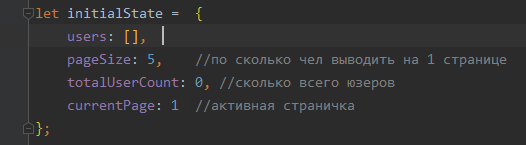 let initialState = {
users: [],
pageSize: 5, //по сколько чел выводить на 1 странице
totalUserCount: 0, //сколько всего юзеров
currentPage: 1 //активная страничка
};